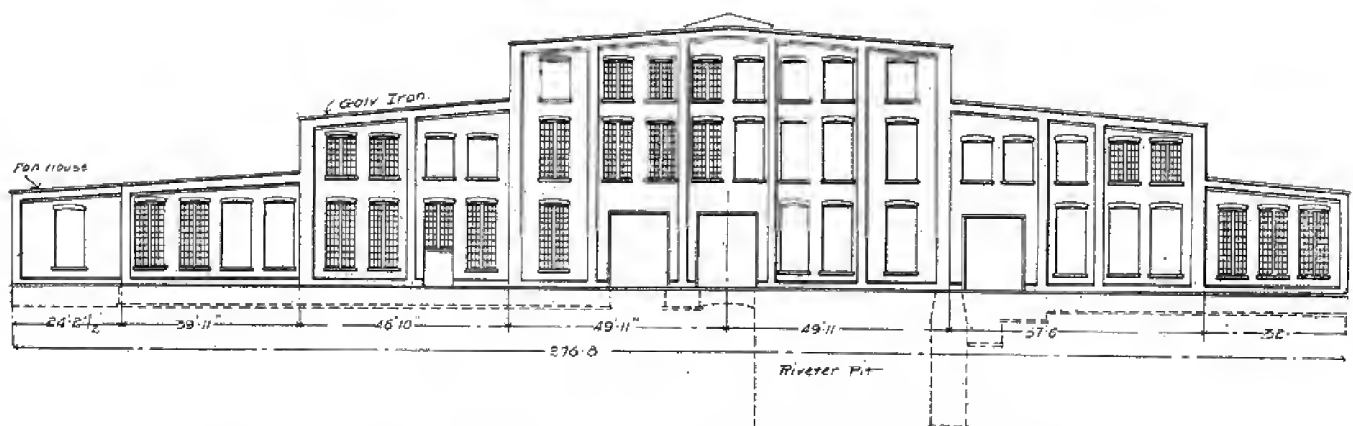 Galv Iron.
Fan House
24'-2½" 39'-11" 46'-10" 49'-11" 49'-11 57'-6 32'
276-8
Riveter Pit